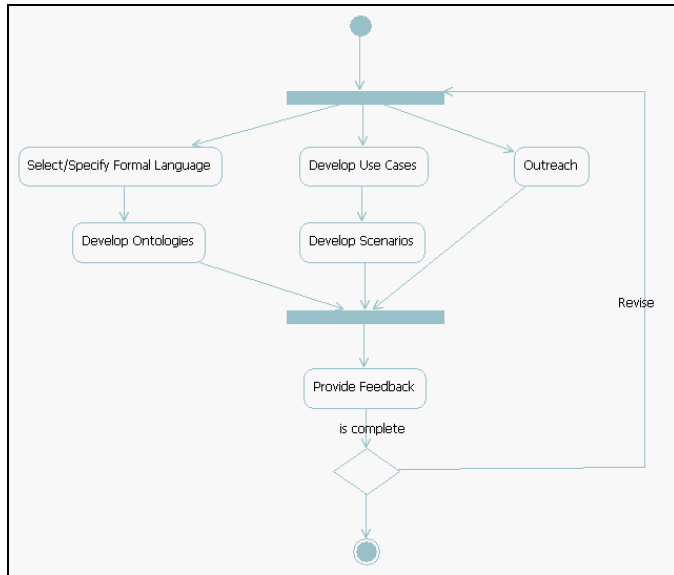 Select/Specify Formal Language
Develop Use Cases
Outreach
Develop Ontologies
Develop Scenarios
Revise
Provide Feedback
is complete